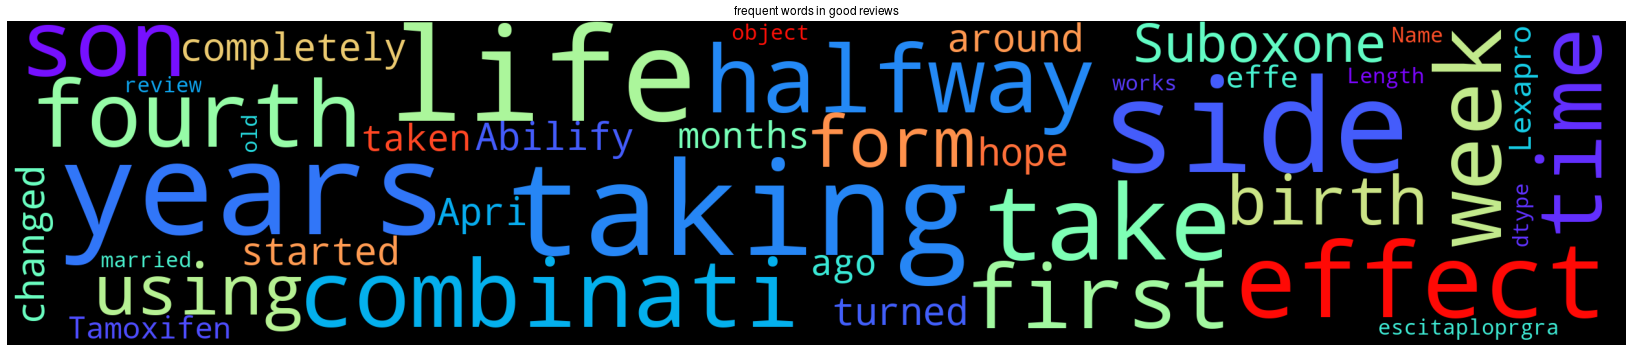 frequent words in good reviews
son
completely
life
object
around
Suboxone
Name
halfway
week
Lexapro
time
review
fourth
old
taken
Abilify
months
form
hope
effe
works
Length
side
years
taking
take
birth
dtype
changed
Apri
started
married
using
combinati
ago
turned
first
effect
Tamoxifen
escitaploprgra